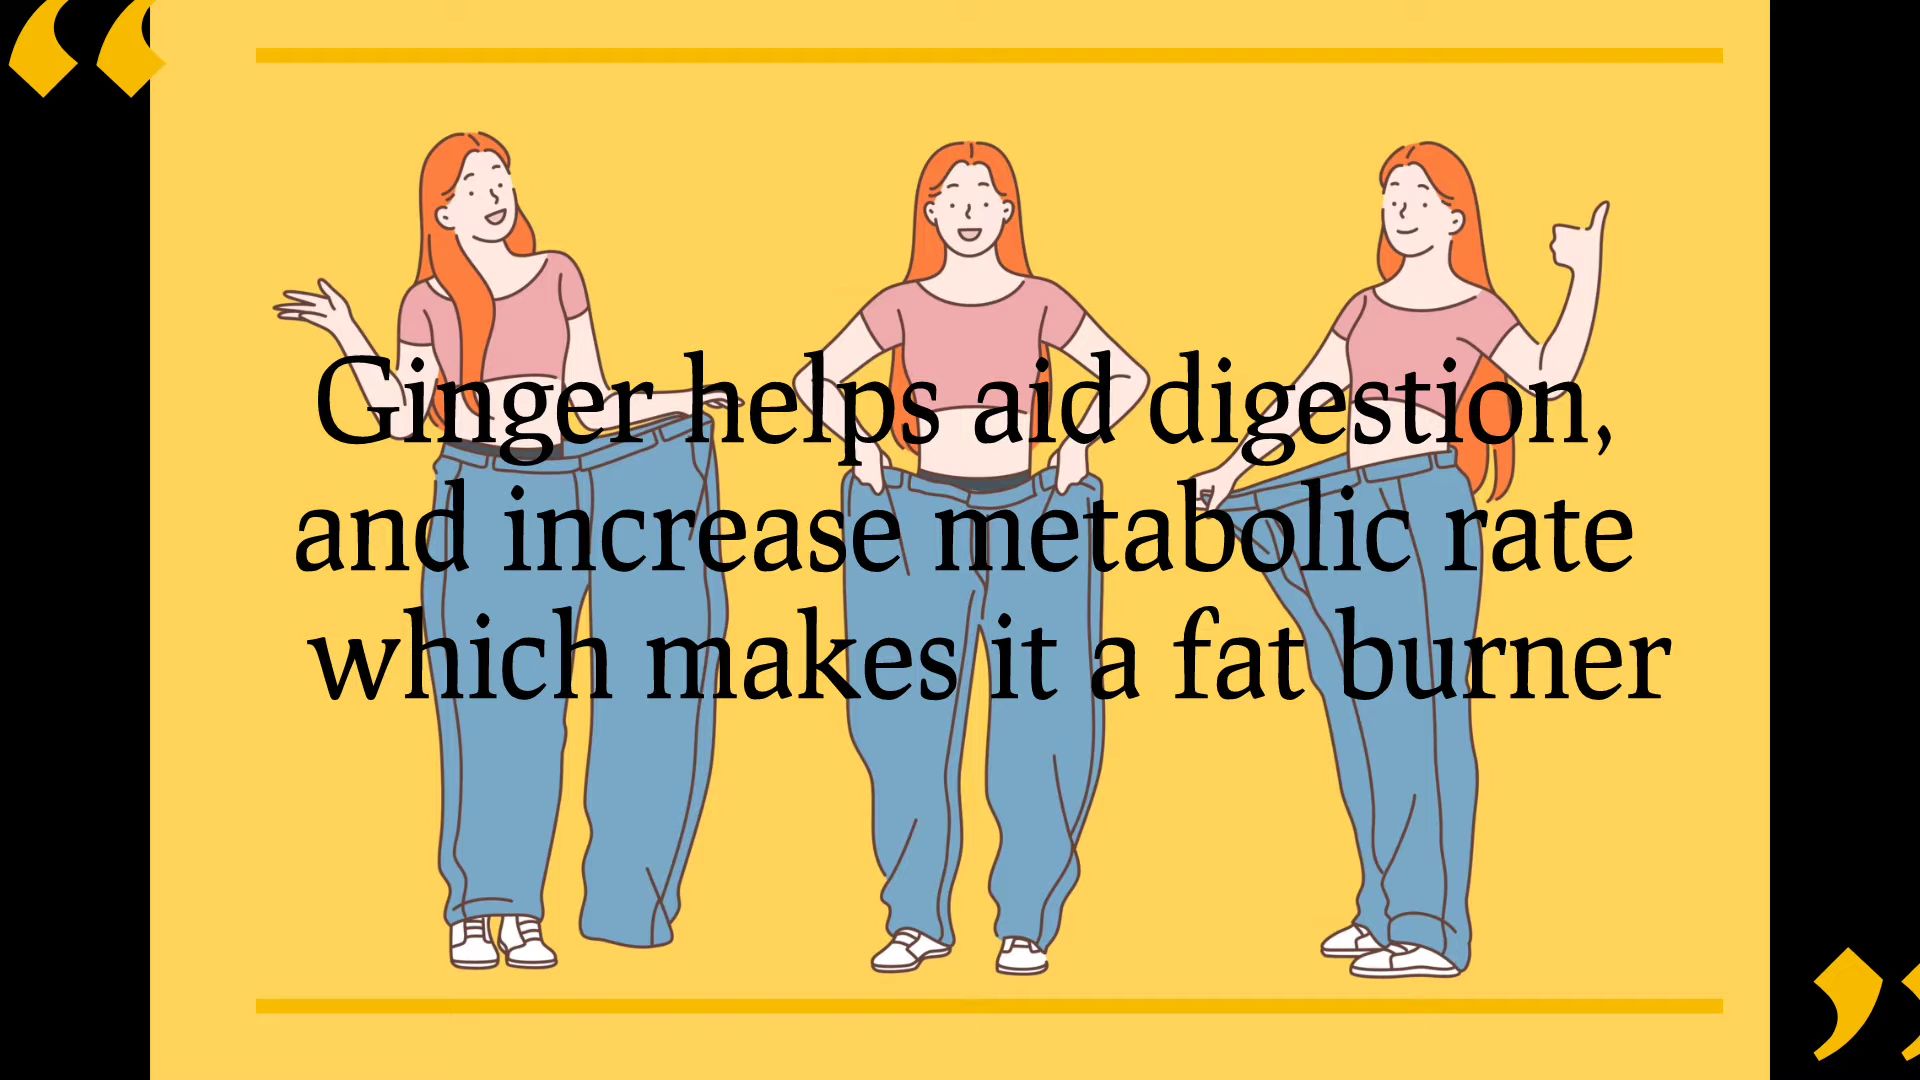 Ginger helps aid digestion,
and increase metabolic rate
which makes it a fat burner